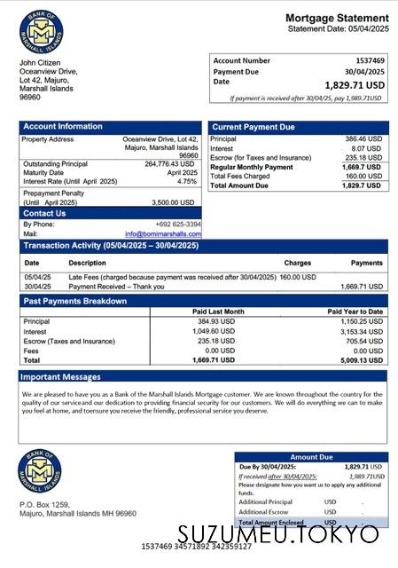 BANK OF
MARSHALL ISLANDS
Mortgage Statement
Statement Date: 05/04/2025
John Citizen
Oceanview Drive,
Lot 42, Majuro,
Marshall Islands
96960
Account Number 1537469
Payment Due 30/04/2025
Date 1,829.71 USD
If payment is received after 30/04/25, pay 1,989.71USD
Account Information
Property Address Oceanview Drive, Lot 42,
Majuro, Marshall Islands
96960
Outstanding Principal 264,776.43 USD
Maturity Date April 2025
Interest Rate (Until April 2025) 4.75%
Prepayment Penalty
(Until April 2025) 3,500.00 USD
Contact Us
By Phone: +692 625-3394
Mail: info@bomimarshalls.com
Current Payment Due
Principal 386.46 USD
Interest 8.07 USD
Escrow (for Taxes and Insurance) 235.18 USD
Regular Monthly Payment 1,669.7 USD
Total Fees Charged 160.00 USD
Total Amount Due 1,829.7 USD
Transaction Activity (05/04/2025 – 30/04/2025)
Date Description Charges Payments
05/04/25 Late Fees (charged because payment was received after 30/04/2025) 160.00 USD
30/04/25 Payment Received – Thank you 1,669.71 USD
Past Payments Breakdown
Paid Last Month Paid Year to Date
Principal 384.93 USD 1,150.25 USD
Interest 1,049.60 USD 3,153.34 USD
Escrow (Taxes and Insurance) 235.18 USD 705.54 USD
Fees 0.00 USD 0.00 USD
Total 1,669.71 USD 5,009.13 USD
Important Messages
We are pleased to have you as a Bank of the Marshall Islands Mortgage customer. We are known throughout the country for the
quality of our serviceand our dedication to providing financial security for our customers. We will do everything we can to make
you feel at home, and toensure you receive the friendly, professional service you deserve.
BANK OF
MARSHALL ISLANDS
P.O. Box 1259,
Majuro, Marshall Islands MH 96960
Amount Due
Due By 30/04/2025: 1,829.71 USD
If received after 30/04/2025: 1,989.71USD
Please designate how you want us to apply any additional
funds.
Additional Principal USD .
Additional Escrow USD .
Total Amount Enclosed USD .
SUZUMEU.TOKYO
1537469 34571892 342359127